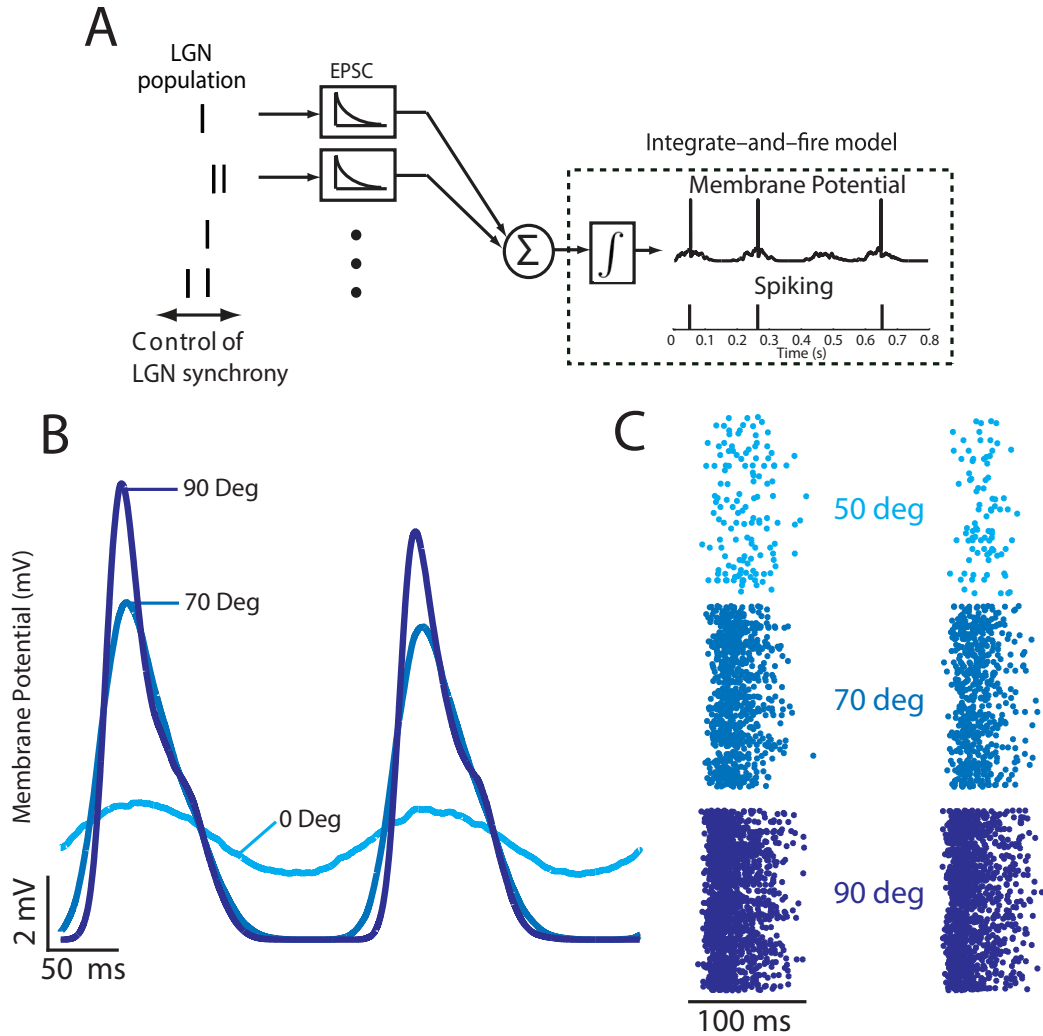 A
LGN
population
EPSC
Integrate–and–fire model
Membrane Potential
Σ
∫
Spiking
0 0.1 0.2 0.3 0.4 0.5 0.6 0.7 0.8
Time (s)
Control of
LGN synchrony
B
90 Deg
70 Deg
0 Deg
Membrane Potential (mV)
2 mV
50 ms
C
50 deg
70 deg
90 deg
100 ms